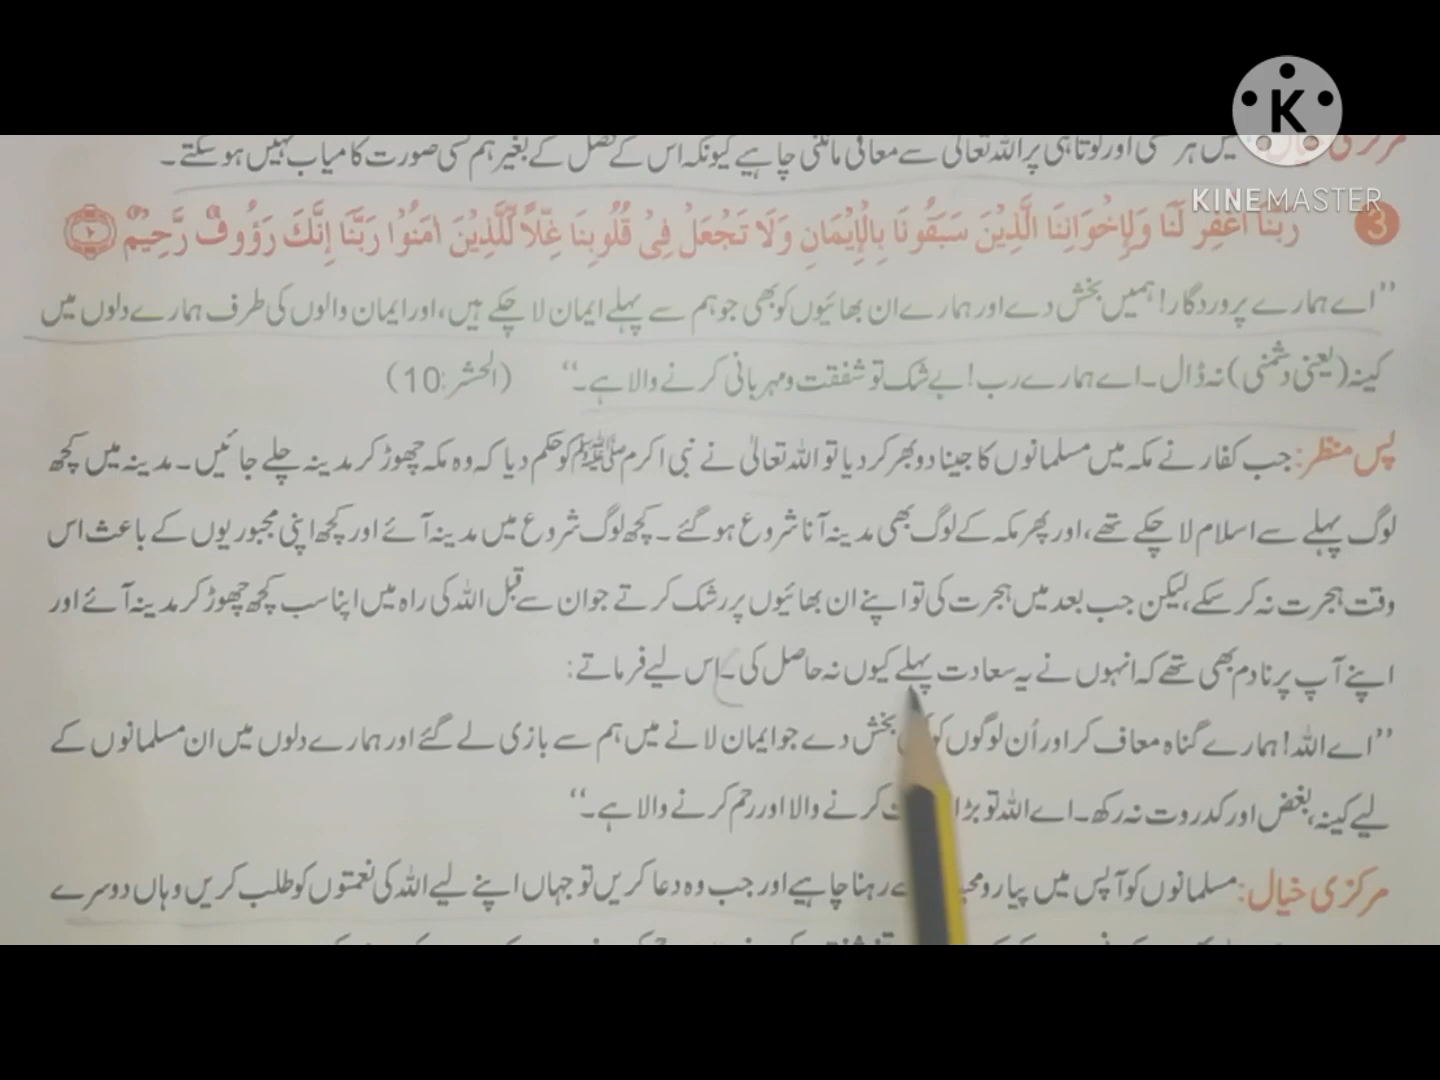 KINEMASTER
ہر اور کوتاہی پر اللہ تعالیٰ سے معافی مانگنی چاہیے کیونکہ اس کے فضل کے بغیر ہم کسی صورت کامیاب نہیں ہو سکتے۔
3 رَبَّنَا اغْفِرْ لَنَا وَلِإِخْوَانِنَا الَّذِيْنَ سَبَقُونَا بِالْإِيْمَانِ وَلَا تَجْعَلْ فِىْ قُلُوبِنَا غِلًّا لِّلَّذِيْنَ اٰمَنُوْا رَبَّنَا إِنَّكَ رَؤُوفٌ رَّحِيْمٌ
”اے ہمارے پروردگار! ہمیں بخش دے اور ہمارے ان بھائیوں کو بھی جو ہم سے پہلے ایمان لا چکے ہیں، اور ایمان والوں کی طرف ہمارے دلوں میں
کینہ (یعنی دشمنی) نہ ڈال۔ اے ہمارے رب! بے شک تو شفقت و مہربانی کرنے والا ہے۔“ (الحشر:10)
پس منظر: جب کفار نے مکہ میں مسلمانوں کا جینا دوبھر کر دیا تو اللہ تعالیٰ نے نبی اکرم ﷺ کو حکم دیا کہ وہ مکہ چھوڑ کر مدینہ چلے جائیں۔ مدینہ میں کچھ
لوگ پہلے سے اسلام لا چکے تھے، اور پھر مکہ کے لوگ بھی مدینہ آنا شروع ہو گئے۔ کچھ لوگ شروع میں مدینہ آئے اور کچھ اپنی مجبوریوں کے باعث اس
وقت ہجرت نہ کر سکے، لیکن جب بعد میں ہجرت کی تو اپنے ان بھائیوں پر رشک کرتے جو ان سے قبل اللہ کی راہ میں اپنا سب کچھ چھوڑ کر مدینہ آئے اور
اپنے آپ پر نادم بھی تھے کہ انہوں نے یہ سعادت پہلے کیوں نہ حاصل کی۔ اس لیے فرماتے:
”اے اللہ! ہمارے گناہ معاف کر اور اُن لوگوں کو بخش دے جو ایمان لانے میں ہم سے بازی لے گئے اور ہمارے دلوں میں ان مسلمانوں کے
لیے کینہ، بغض اور کدروت نہ رکھ۔ اے اللہ تو بڑا کرنے والا اور رحم کرنے والا ہے۔“
مرکزی خیال: مسلمانوں کو آپس میں پیار و رہنا چاہیے اور جب وہ دعا کریں تو جہاں اپنے لیے اللہ کی نعمتوں کو طلب کریں وہاں دوسرے